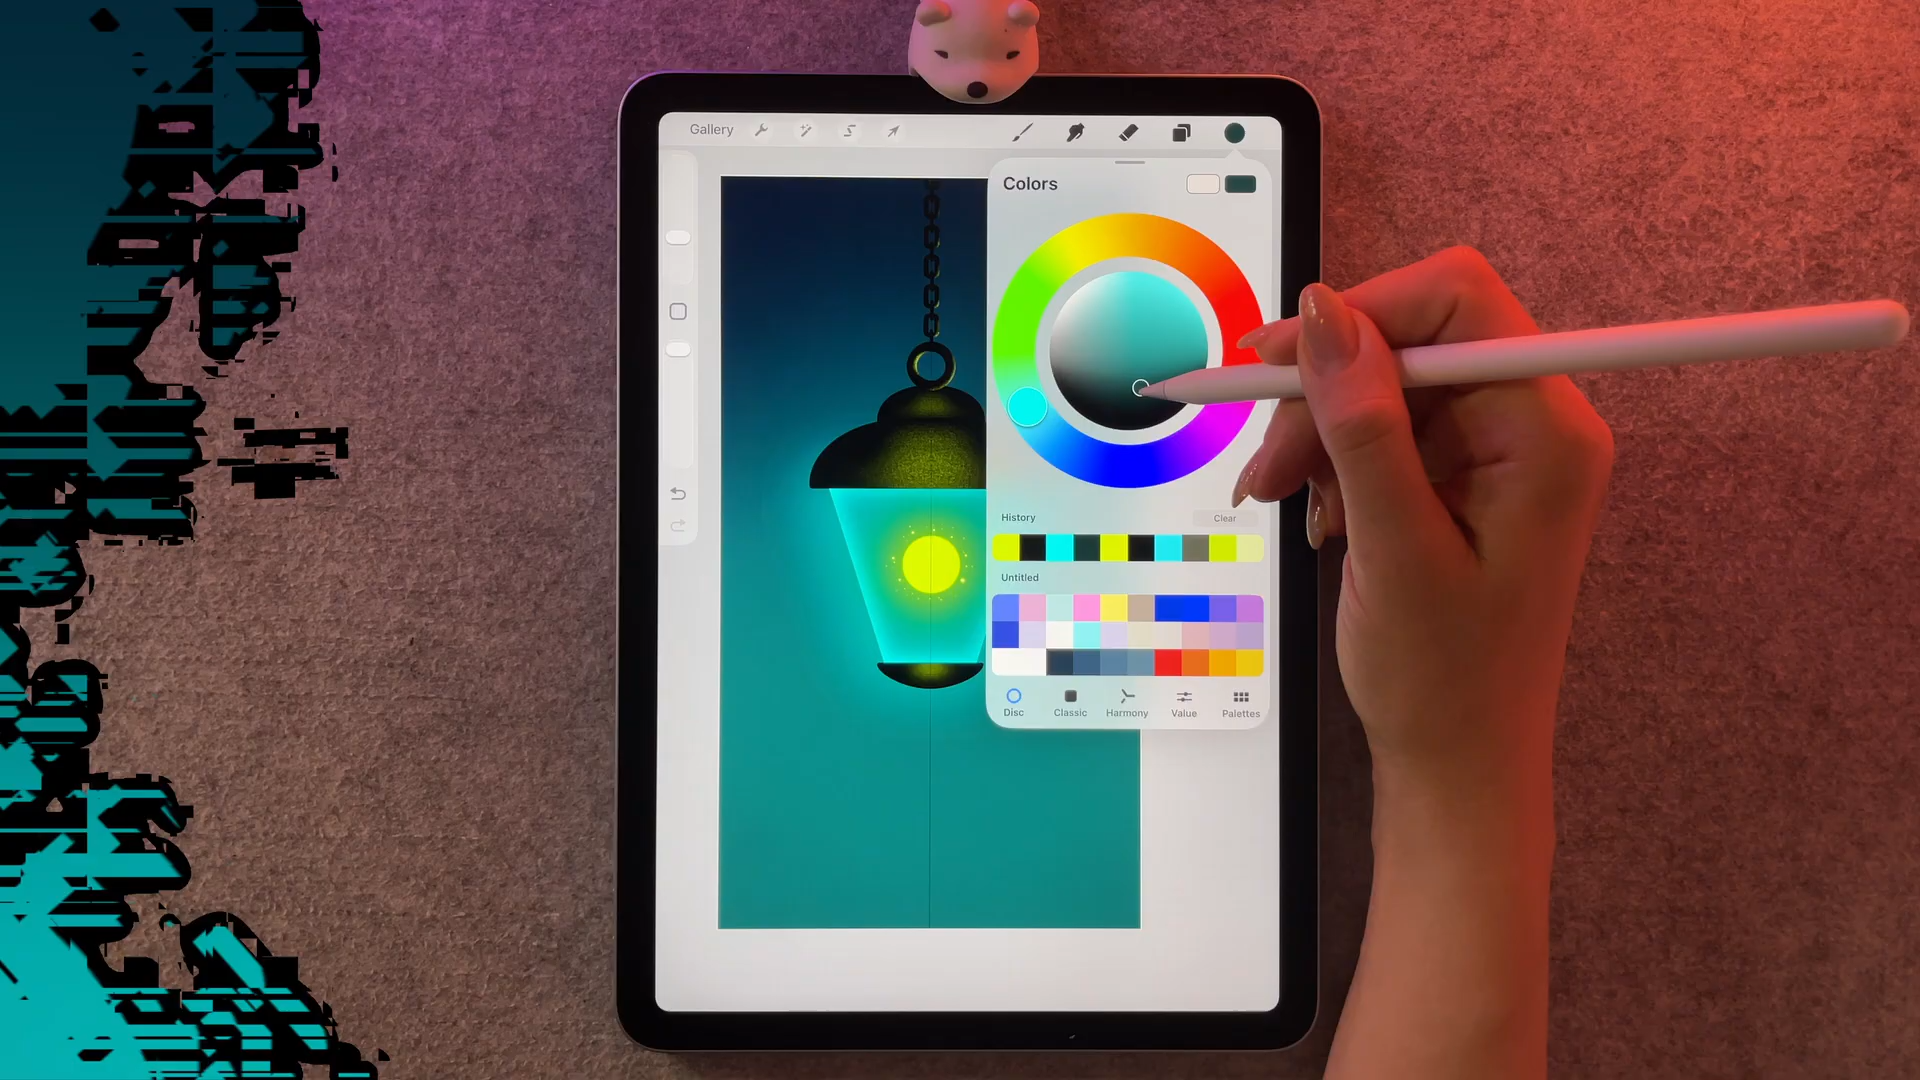 Gallery
Colors
History Clear
Untitled
Disc Classic Harmony Value Palettes